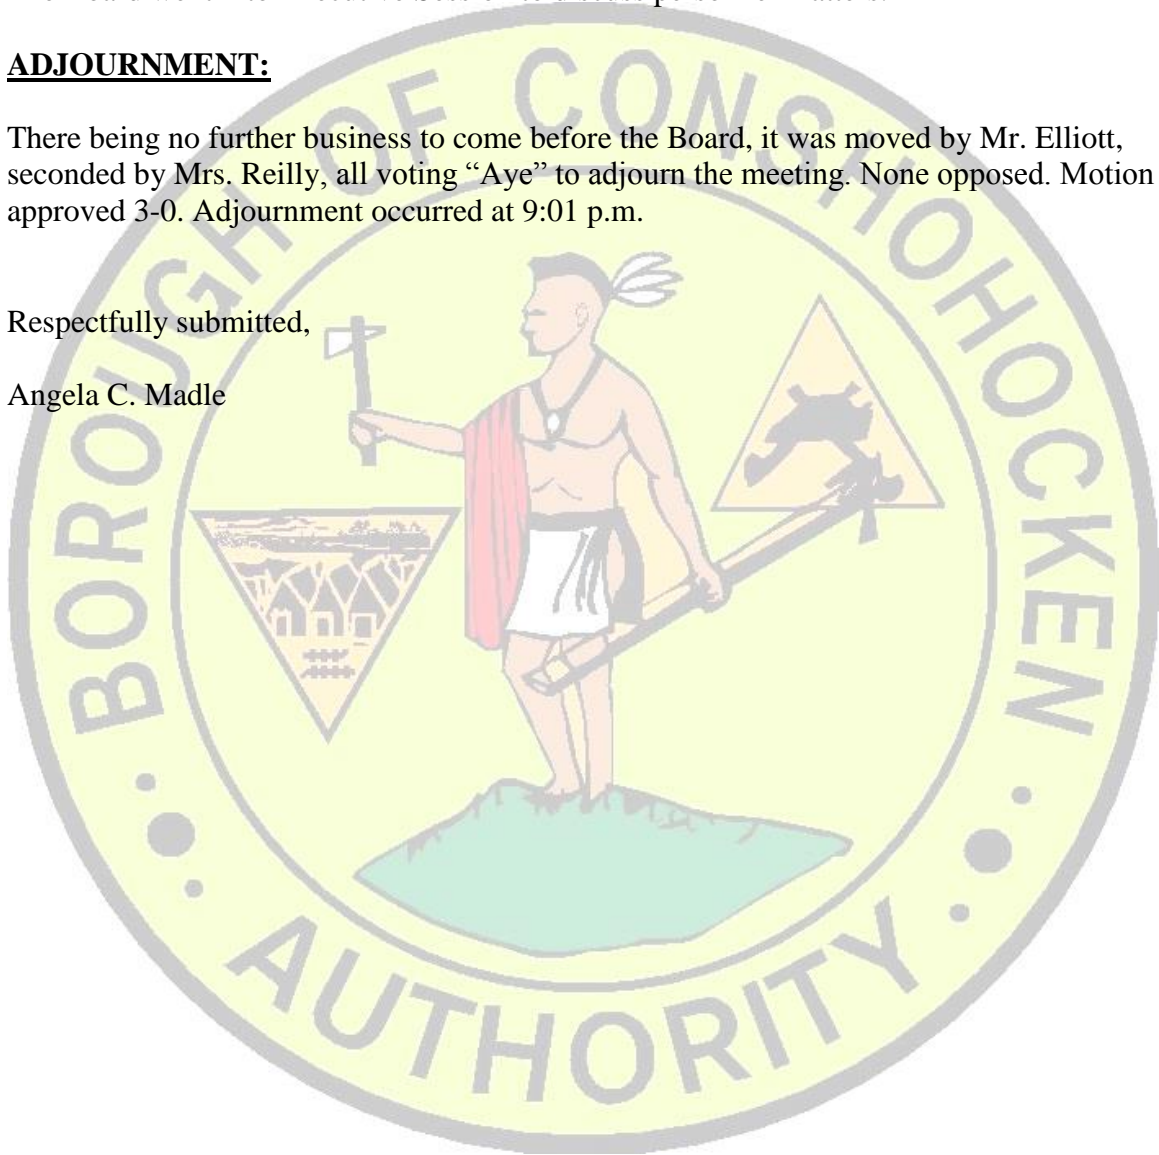 ADJOURNMENT:
There being no further business to come before the Board, it was moved by Mr. Elliott,
seconded by Mrs. Reilly, all voting “Aye” to adjourn the meeting. None opposed. Motion
approved 3-0. Adjournment occurred at 9:01 p.m.
Respectfully submitted,
Angela C. Madle
BOROUGH OF CONSHOHOCKEN
AUTHORITY